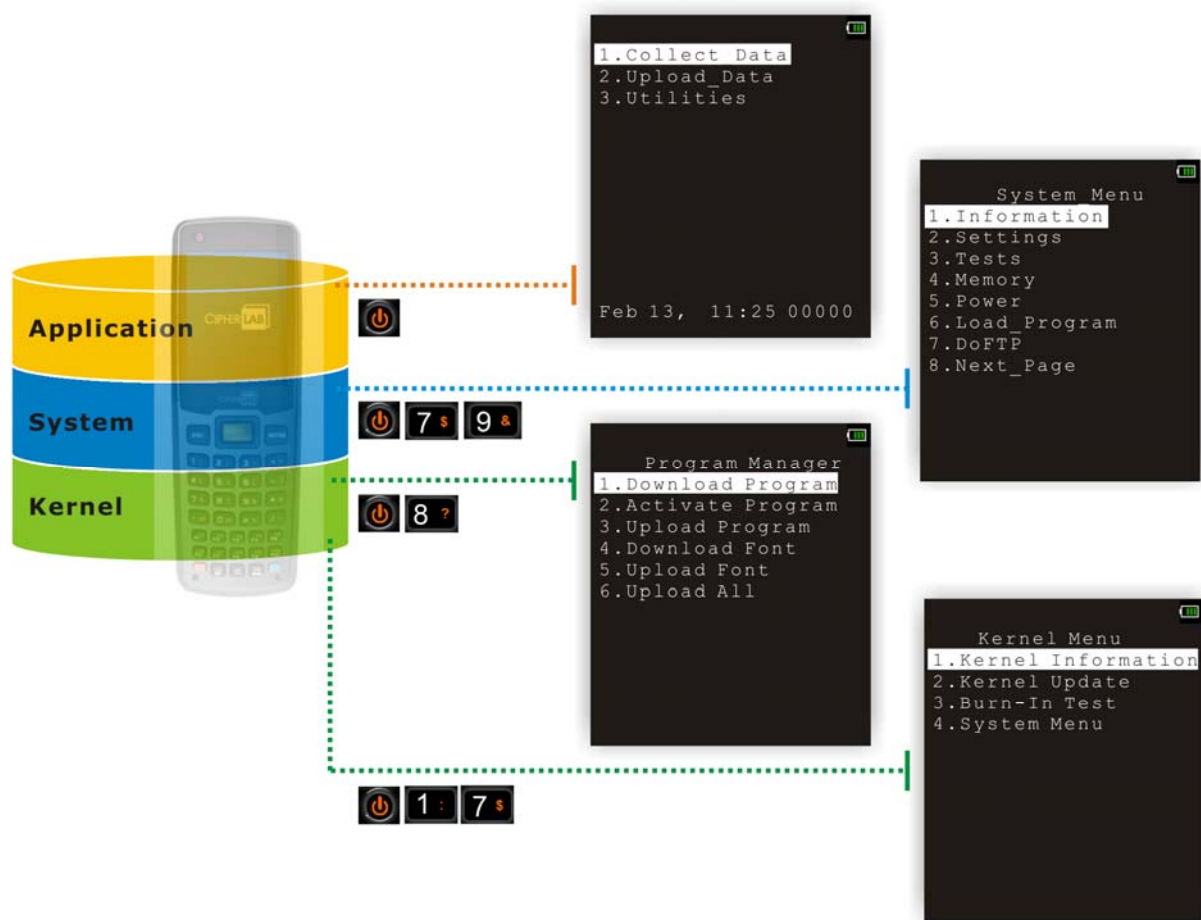 1.Collect Data
2.Upload_Data
3.Utilities
Feb 13, 11:25 00000
System_Menu
1.Information
2.Settings
3.Tests
4.Memory
5.Power
6.Load_Program
7.DoFTP
8.Next_Page
Application
CIPHERLAB
System
Kernel
7 $
9 &
Program Manager
1.Download Program
2.Activate Program
3.Upload Program
4.Download Font
5.Upload Font
6.Upload All
8 ?
Kernel Menu
1.Kernel Information
2.Kernel Update
3.Burn-In Test
4.System Menu
1 :
7 $